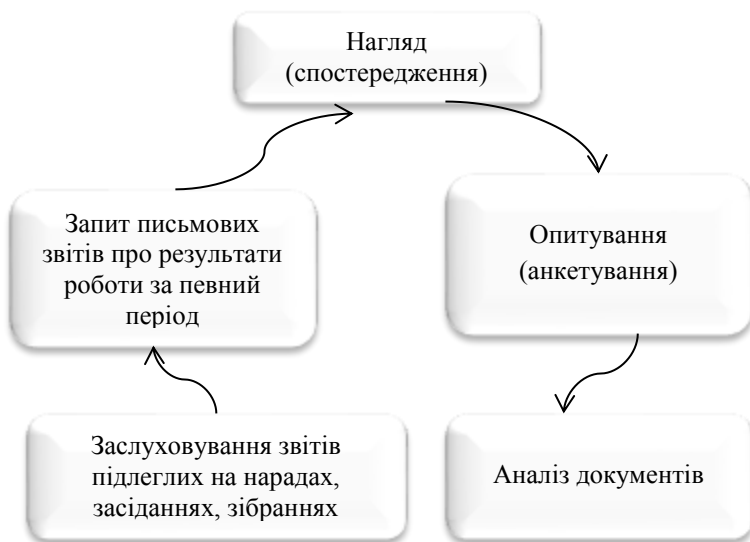 Нагляд
(спостередження)
Запит письмових
звітів про результати
роботи за певний
період
Опитування
(анкетування)
Заслуховування звітів
підлеглих на нарадах,
засіданнях, зібраннях
Аналіз документів